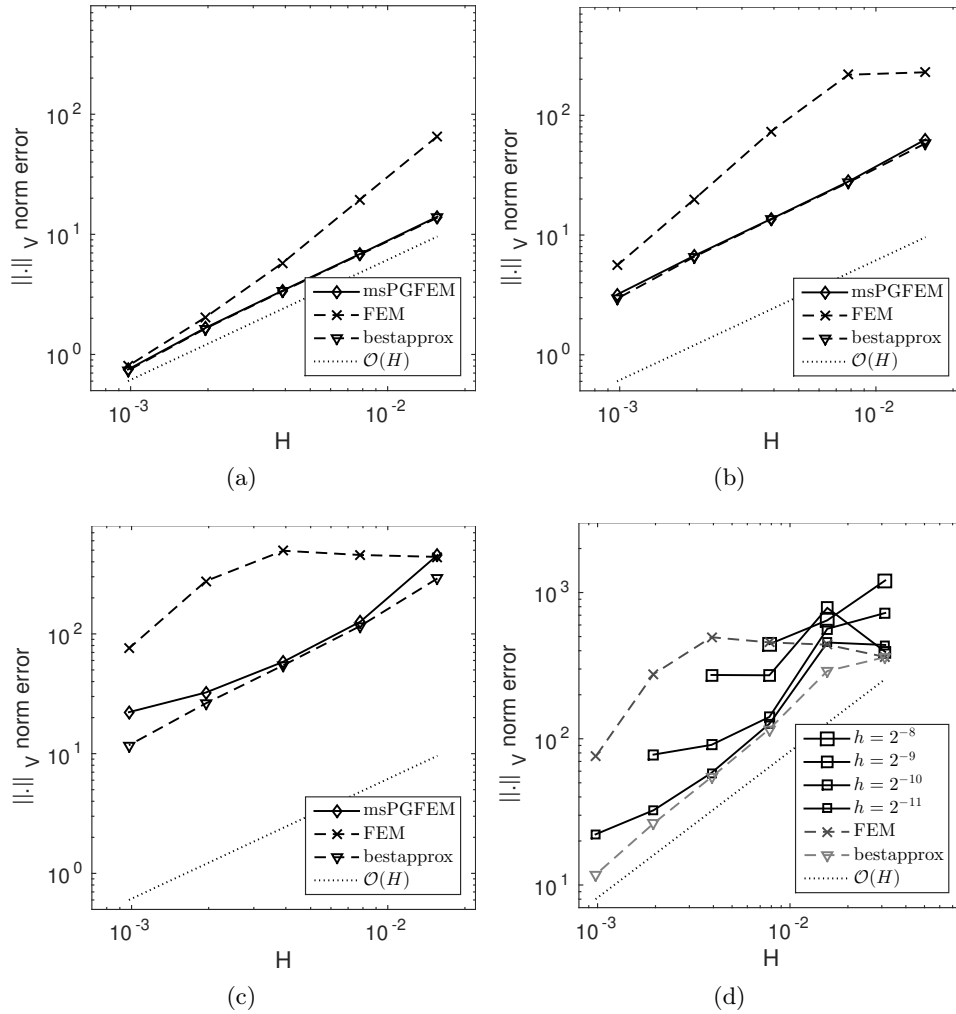 10^2
10^1
10^0
||.||_V norm error
10^-3
10^-2
H
msPGFEM
FEM
bestapprox
𝒪(H)
(a)
10^2
10^1
10^0
||.||_V norm error
10^-3
10^-2
H
msPGFEM
FEM
bestapprox
𝒪(H)
(b)
10^2
10^1
10^0
||.||_V norm error
10^-3
10^-2
H
msPGFEM
FEM
bestapprox
𝒪(H)
(c)
10^3
10^2
10^1
||.||_V norm error
10^-3
10^-2
H
h = 2^-8
h = 2^-9
h = 2^-10
h = 2^-11
FEM
bestapprox
𝒪(H)
(d)